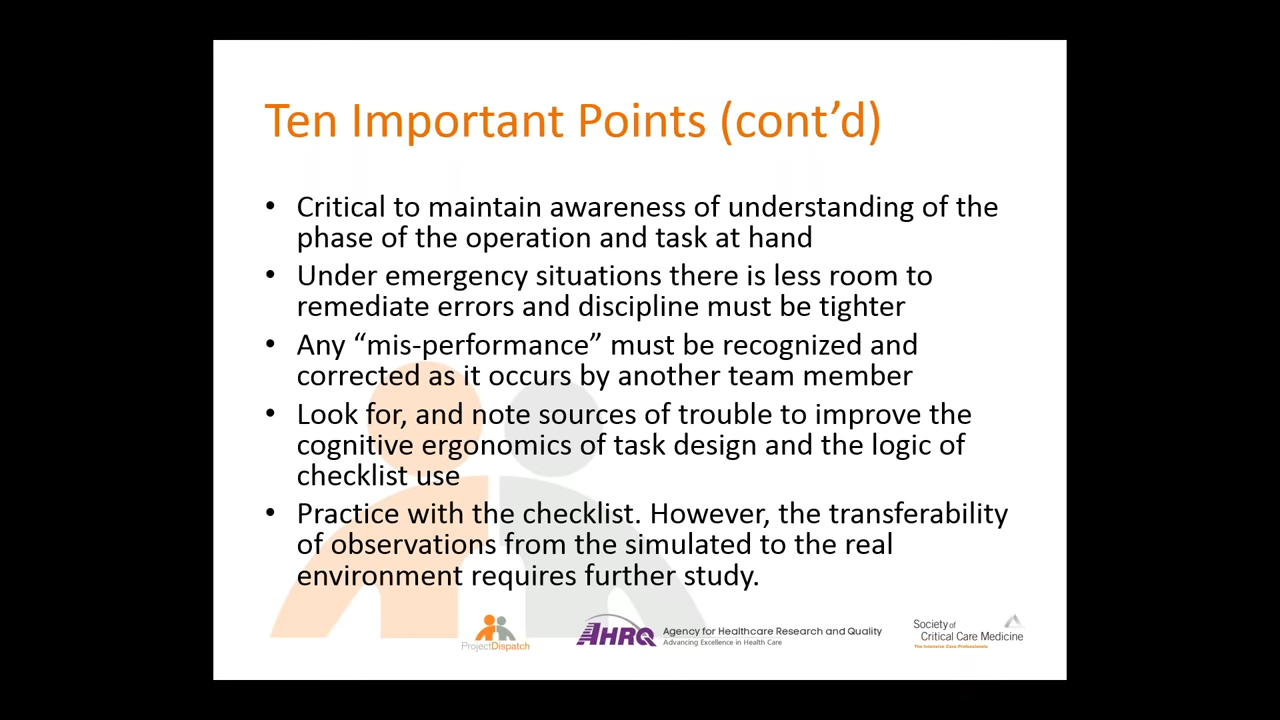 Ten Important Points (cont’d)
• Critical to maintain awareness of understanding of the
phase of the operation and task at hand
• Under emergency situations there is less room to
remediate errors and discipline must be tighter
• Any “mis-performance” must be recognized and
corrected as it occurs by another team member
• Look for, and note sources of trouble to improve the
cognitive ergonomics of task design and the logic of
checklist use
• Practice with the checklist. However, the transferability
of observations from the simulated to the real
environment requires further study.
ProjectDispatch
AHRQ
Agency for Healthcare Research and Quality
Advancing Excellence in Health Care
Society of
Critical Care Medicine
The Intensive Care Professionals